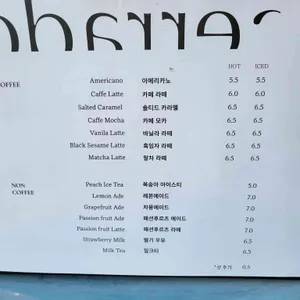 HOT ICED
COFFEE
Americano 아메리카노 5.5 5.5
Caffe Latte 카페 라떼 6.0 6.0
Salted Caramel 솔티드 카라멜 6.5 6.5
Caffe Mocha 카페 모카 6.5 6.5
Vanila Latte 바닐라 라떼 6.5 6.5
Black Sesame Latte 흑임자 라떼 6.5 6.5
Matcha Latte 말차 라떼 6.5 6.5
NON
COFFEE
Peach Ice Tea 복숭아 아이스티 5.0
Lemon Ade 레몬에이드 7.0
Grapefruit Ade 자몽에이드 7.0
Passion fruit Ade 패션후르츠 에이드 7.0
Passion fruit Latte 패션후르츠 라떼 7.0
Strawberry Milk 딸기 우유 6.5
Milk Tea 밀크티 6.5
*샷 추가 0.5